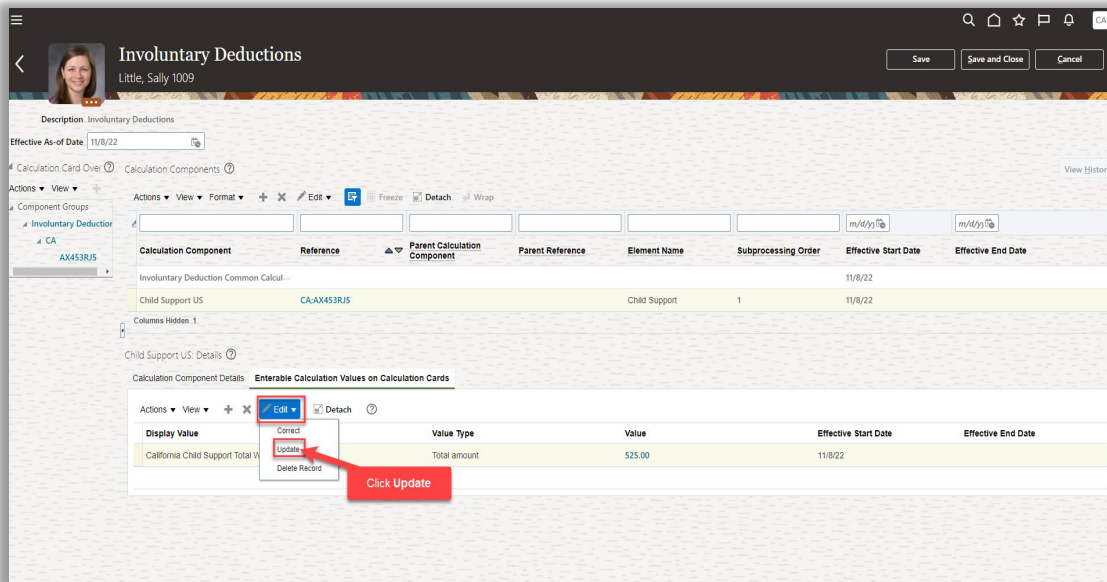 CA
Involuntary Deductions
Little, Sally 1009
Save
Save and Close
Cancel
Description Involuntary Deductions
Effective As-of Date 11/8/22
Calculation Card Over
Calculation Components
View Histor
Actions View
Component Groups
Involuntary Deduction
CA
AX453RJ5
Actions View Format Edit Freeze Detach Wrap
m/d/yy m/d/yy
Calculation Component Reference Parent Calculation Component Parent Reference Element Name Subprocessing Order Effective Start Date Effective End Date
Involuntary Deduction Common Calcul... 11/8/22
Child Support US CA:AX453RJ5 Child Support 1 11/8/22
Columns Hidden 1
Child Support US: Details
Calculation Component Details Enterable Calculation Values on Calculation Cards
Actions View Edit Detach
Display Value Value Type Value Effective Start Date Effective End Date
California Child Support Total W Total amount 525.00 11/8/22
Correct
Update
Delete Record
Click Update